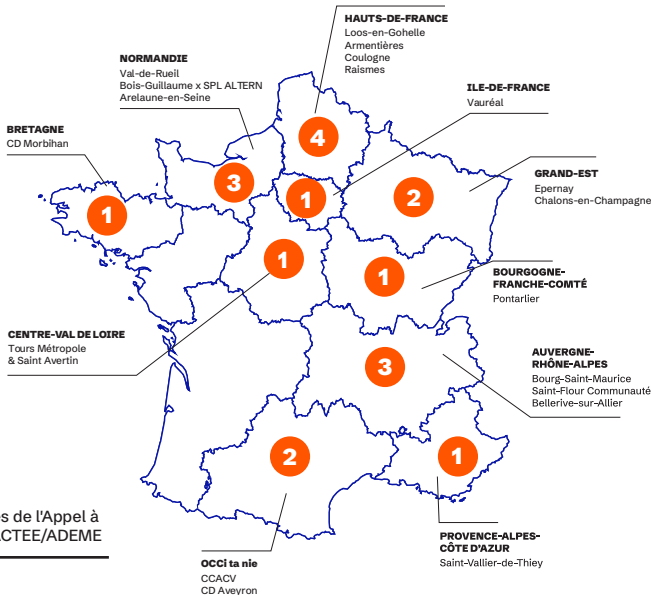 HAUTS-DE-FRANCE
Loos-en-Gohelle
Armentières
Coulogne
Raismes
NORMANDIE
Val-de-Rueil
Bois-Guillaume x SPL ALTERN
Arelaune-en-Seine
ILE-DE-FRANCE
Vauréal
BRETAGNE
CD Morbihan
GRAND-EST
Epernay
Chalons-en-Champagne
4
3
1
2
1
1
1
BOURGOGNE-
FRANCHE-COMTÉ
Pontarlier
CENTRE-VAL DE LOIRE
Tours Métropole
& Saint Avertin
3
AUVERGNE-
RHÔNE-ALPES
Bourg-Saint-Maurice
Saint-Flour Communauté
Bellerive-sur-Allier
2
1
es de l'Appel à
ACTEE/ADEME
PROVENCE-ALPES-
CÔTE D'AZUR
Saint-Vallier-de-Thiey
OCCi ta nie
CCACV
CD Aveyron